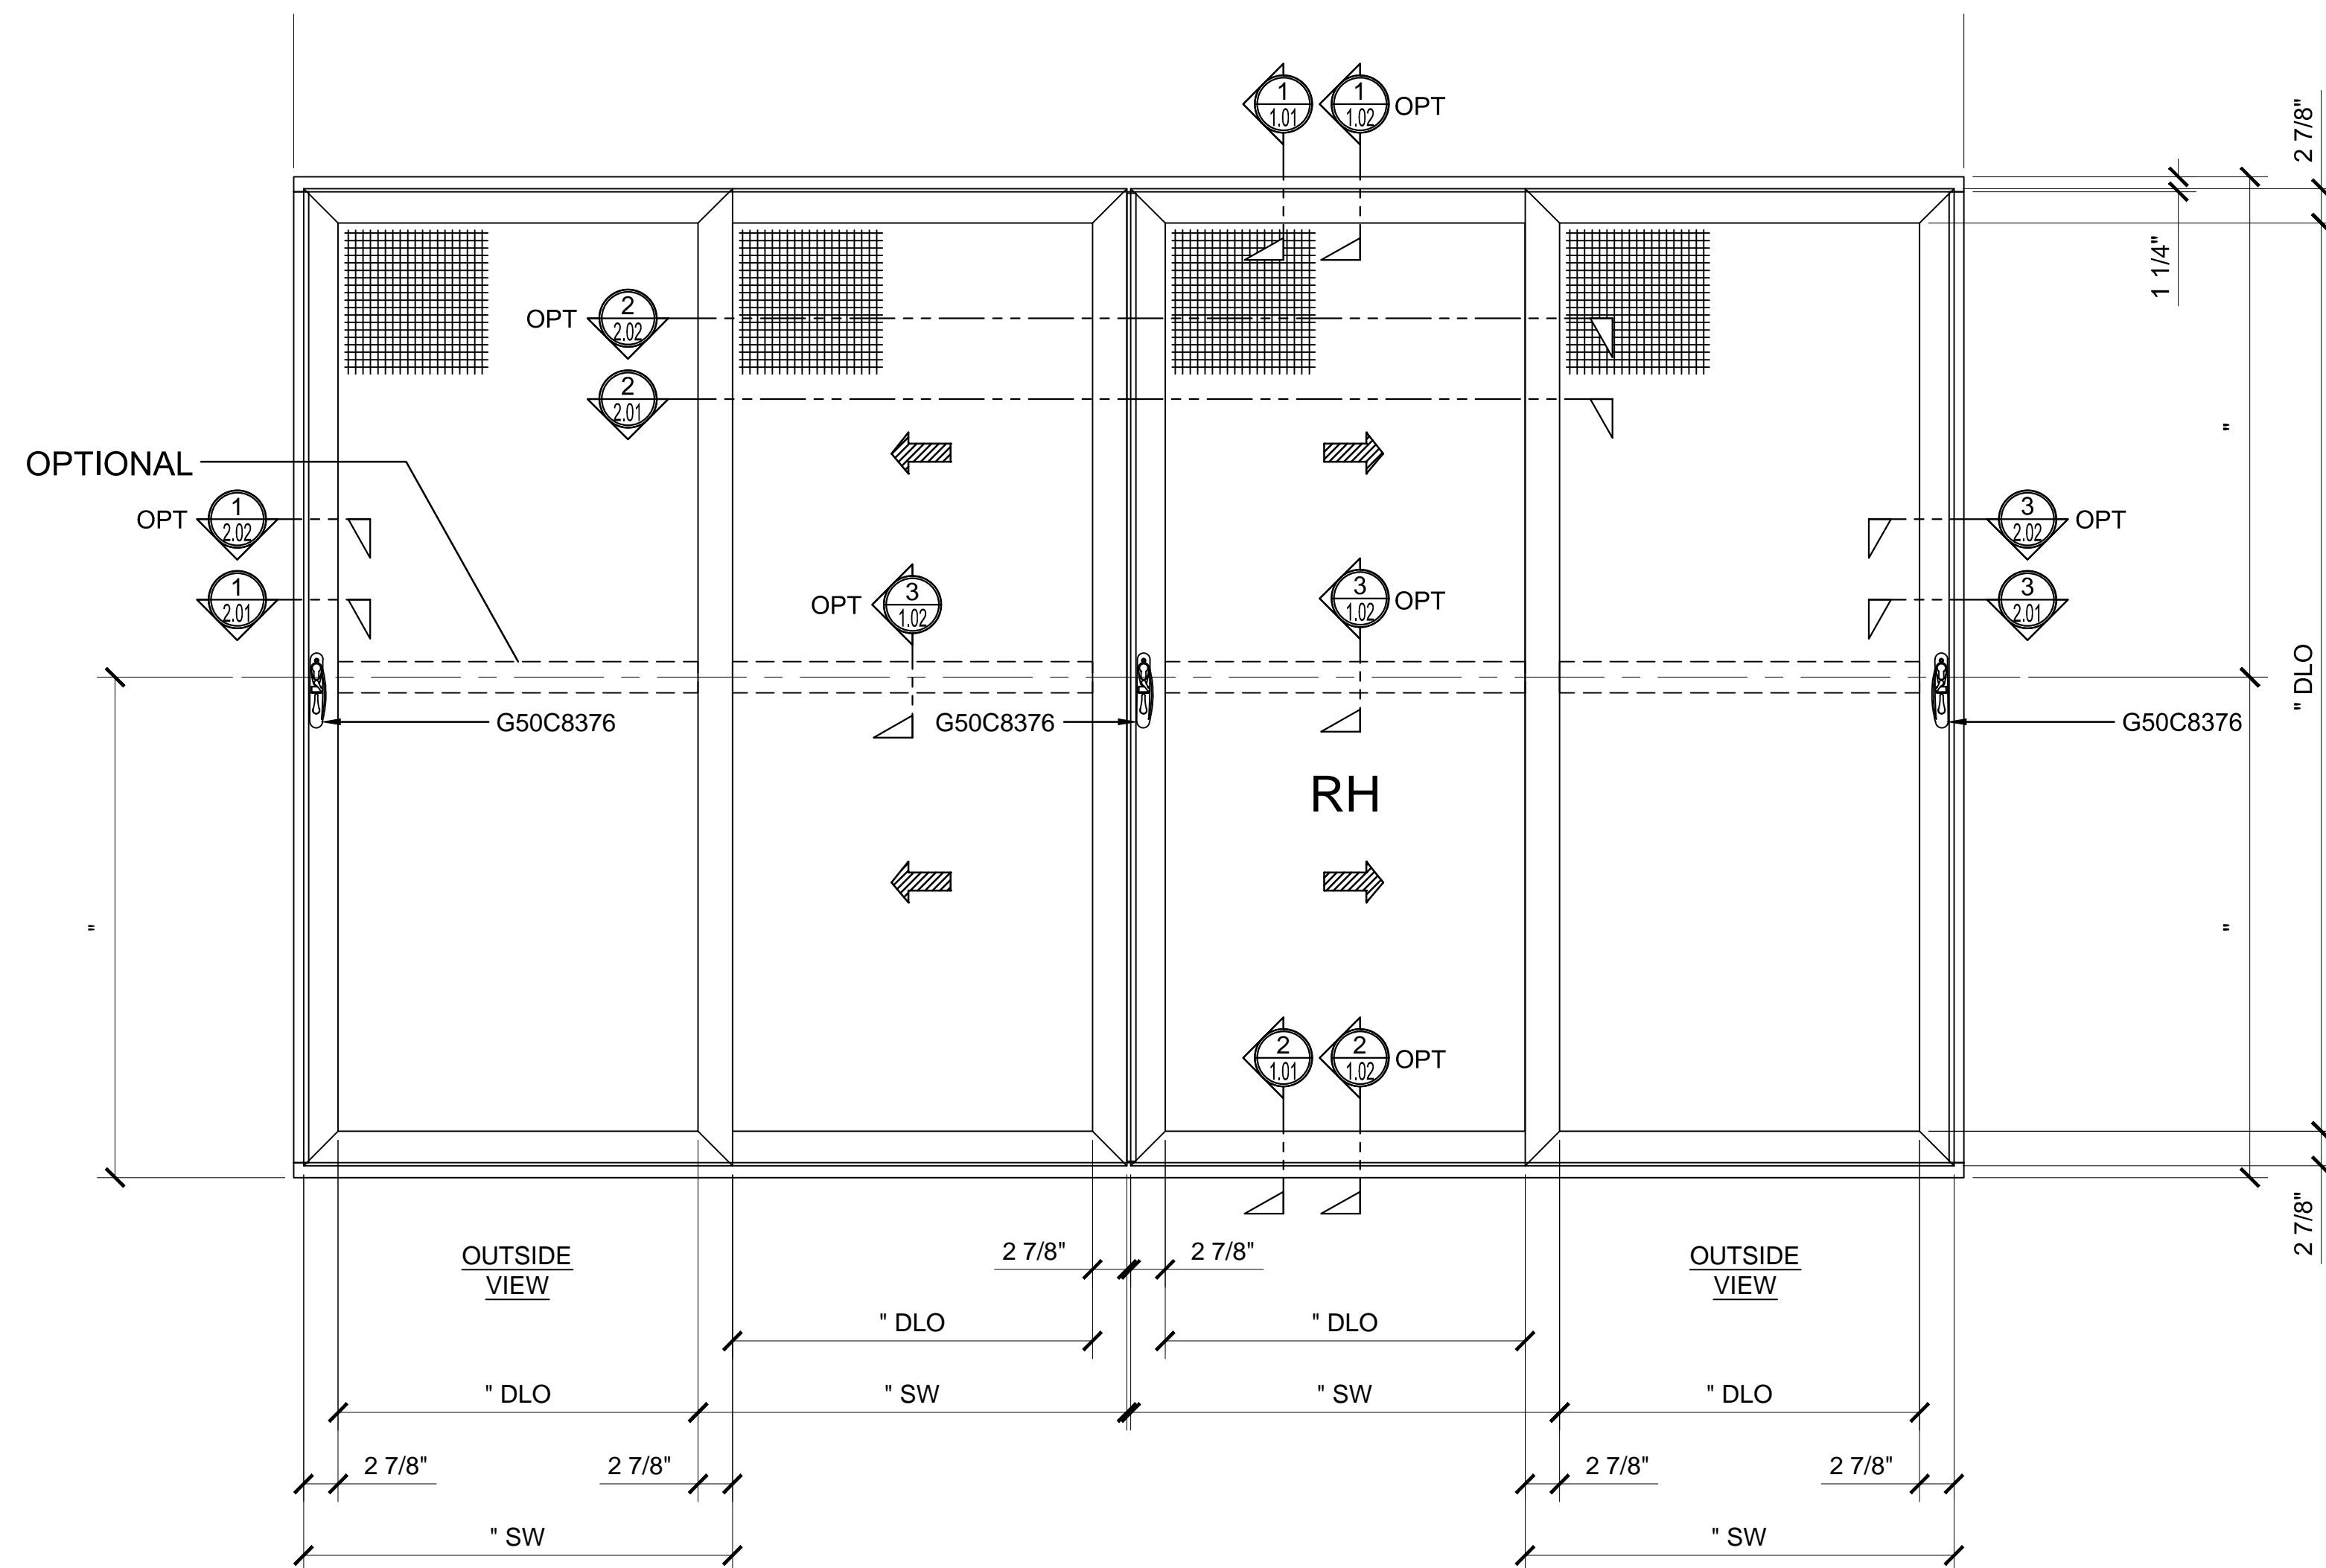 1
1.01
1
1.02
OPT
2 7/8"
1 1/4"
OPT
2
2.02
2
2.01
"
OPTIONAL
OPT
1
2.02
3
2.02
OPT
1
2.01
OPT
3
1.02
3
1.02
OPT
3
2.01
" DLO
G50C8376
G50C8376
G50C8376
RH
"
"
2
1.01
2
1.02
OPT
2 7/8"
OUTSIDE
VIEW
2 7/8"
2 7/8"
OUTSIDE
VIEW
" DLO
" DLO
" DLO
" SW
" SW
" DLO
2 7/8"
2 7/8"
2 7/8"
2 7/8"
" SW
" SW